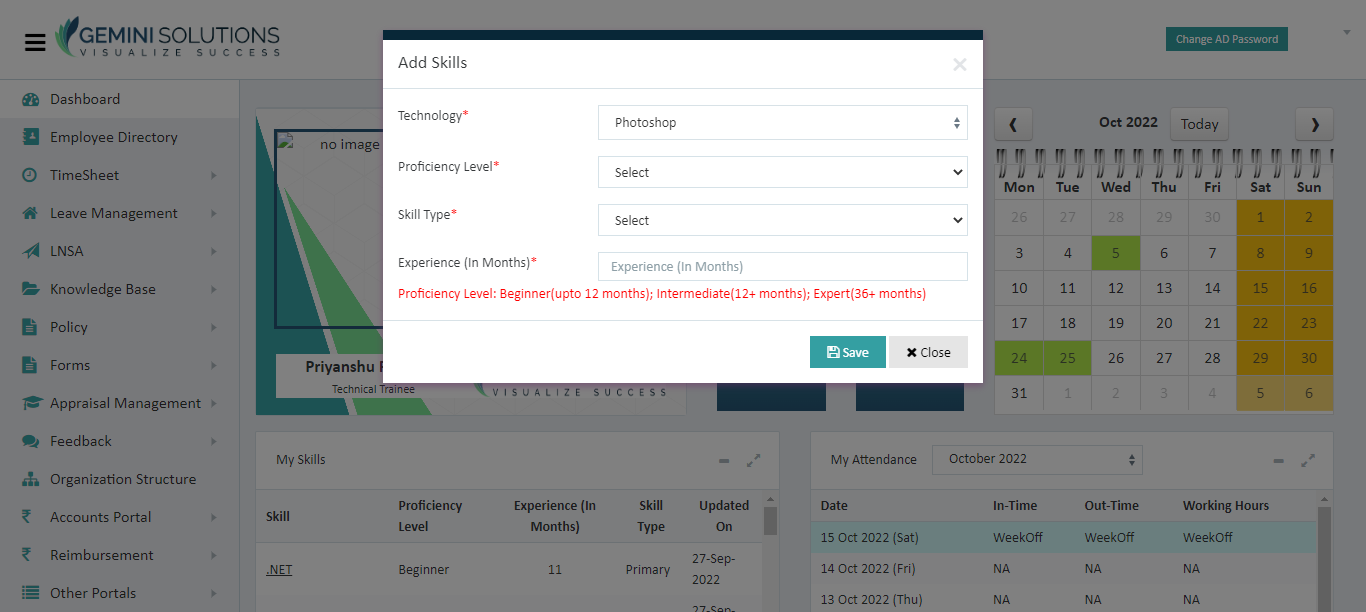 GEMINI SOLUTIONS
VISUALIZE SUCCESS
Change AD Password
Dashboard
Employee Directory
TimeSheet
Leave Management
LNSA
Knowledge Base
Policy
Forms
Appraisal Management
Feedback
Organization Structure
Accounts Portal
Reimbursement
Other Portals
no image
Priyanshu
Technical Trainee
VISUALIZE SUCCESS
Add Skills
×
Technology*
Photoshop
Proficiency Level*
Select
Skill Type*
Select
Experience (In Months)*
Experience (In Months)
Proficiency Level: Beginner(upto 12 months); Intermediate(12+ months); Expert(36+ months)
Save
Close
Oct 2022
Today
Mon Tue Wed Thu Fri Sat Sun
26 27 28 29 30 1 2
3 4 5 6 7 8 9
10 11 12 13 14 15 16
17 18 19 20 21 22 23
24 25 26 27 28 29 30
31 1 2 3 4 5 6
My Skills
Skill Proficiency Level Experience (In Months) Skill Type Updated On
.NET Beginner 11 Primary 27-Sep-2022
My Attendance
October 2022
Date In-Time Out-Time Working Hours
15 Oct 2022 (Sat) WeekOff WeekOff WeekOff
14 Oct 2022 (Fri) NA NA NA
13 Oct 2022 (Thu) NA NA NA